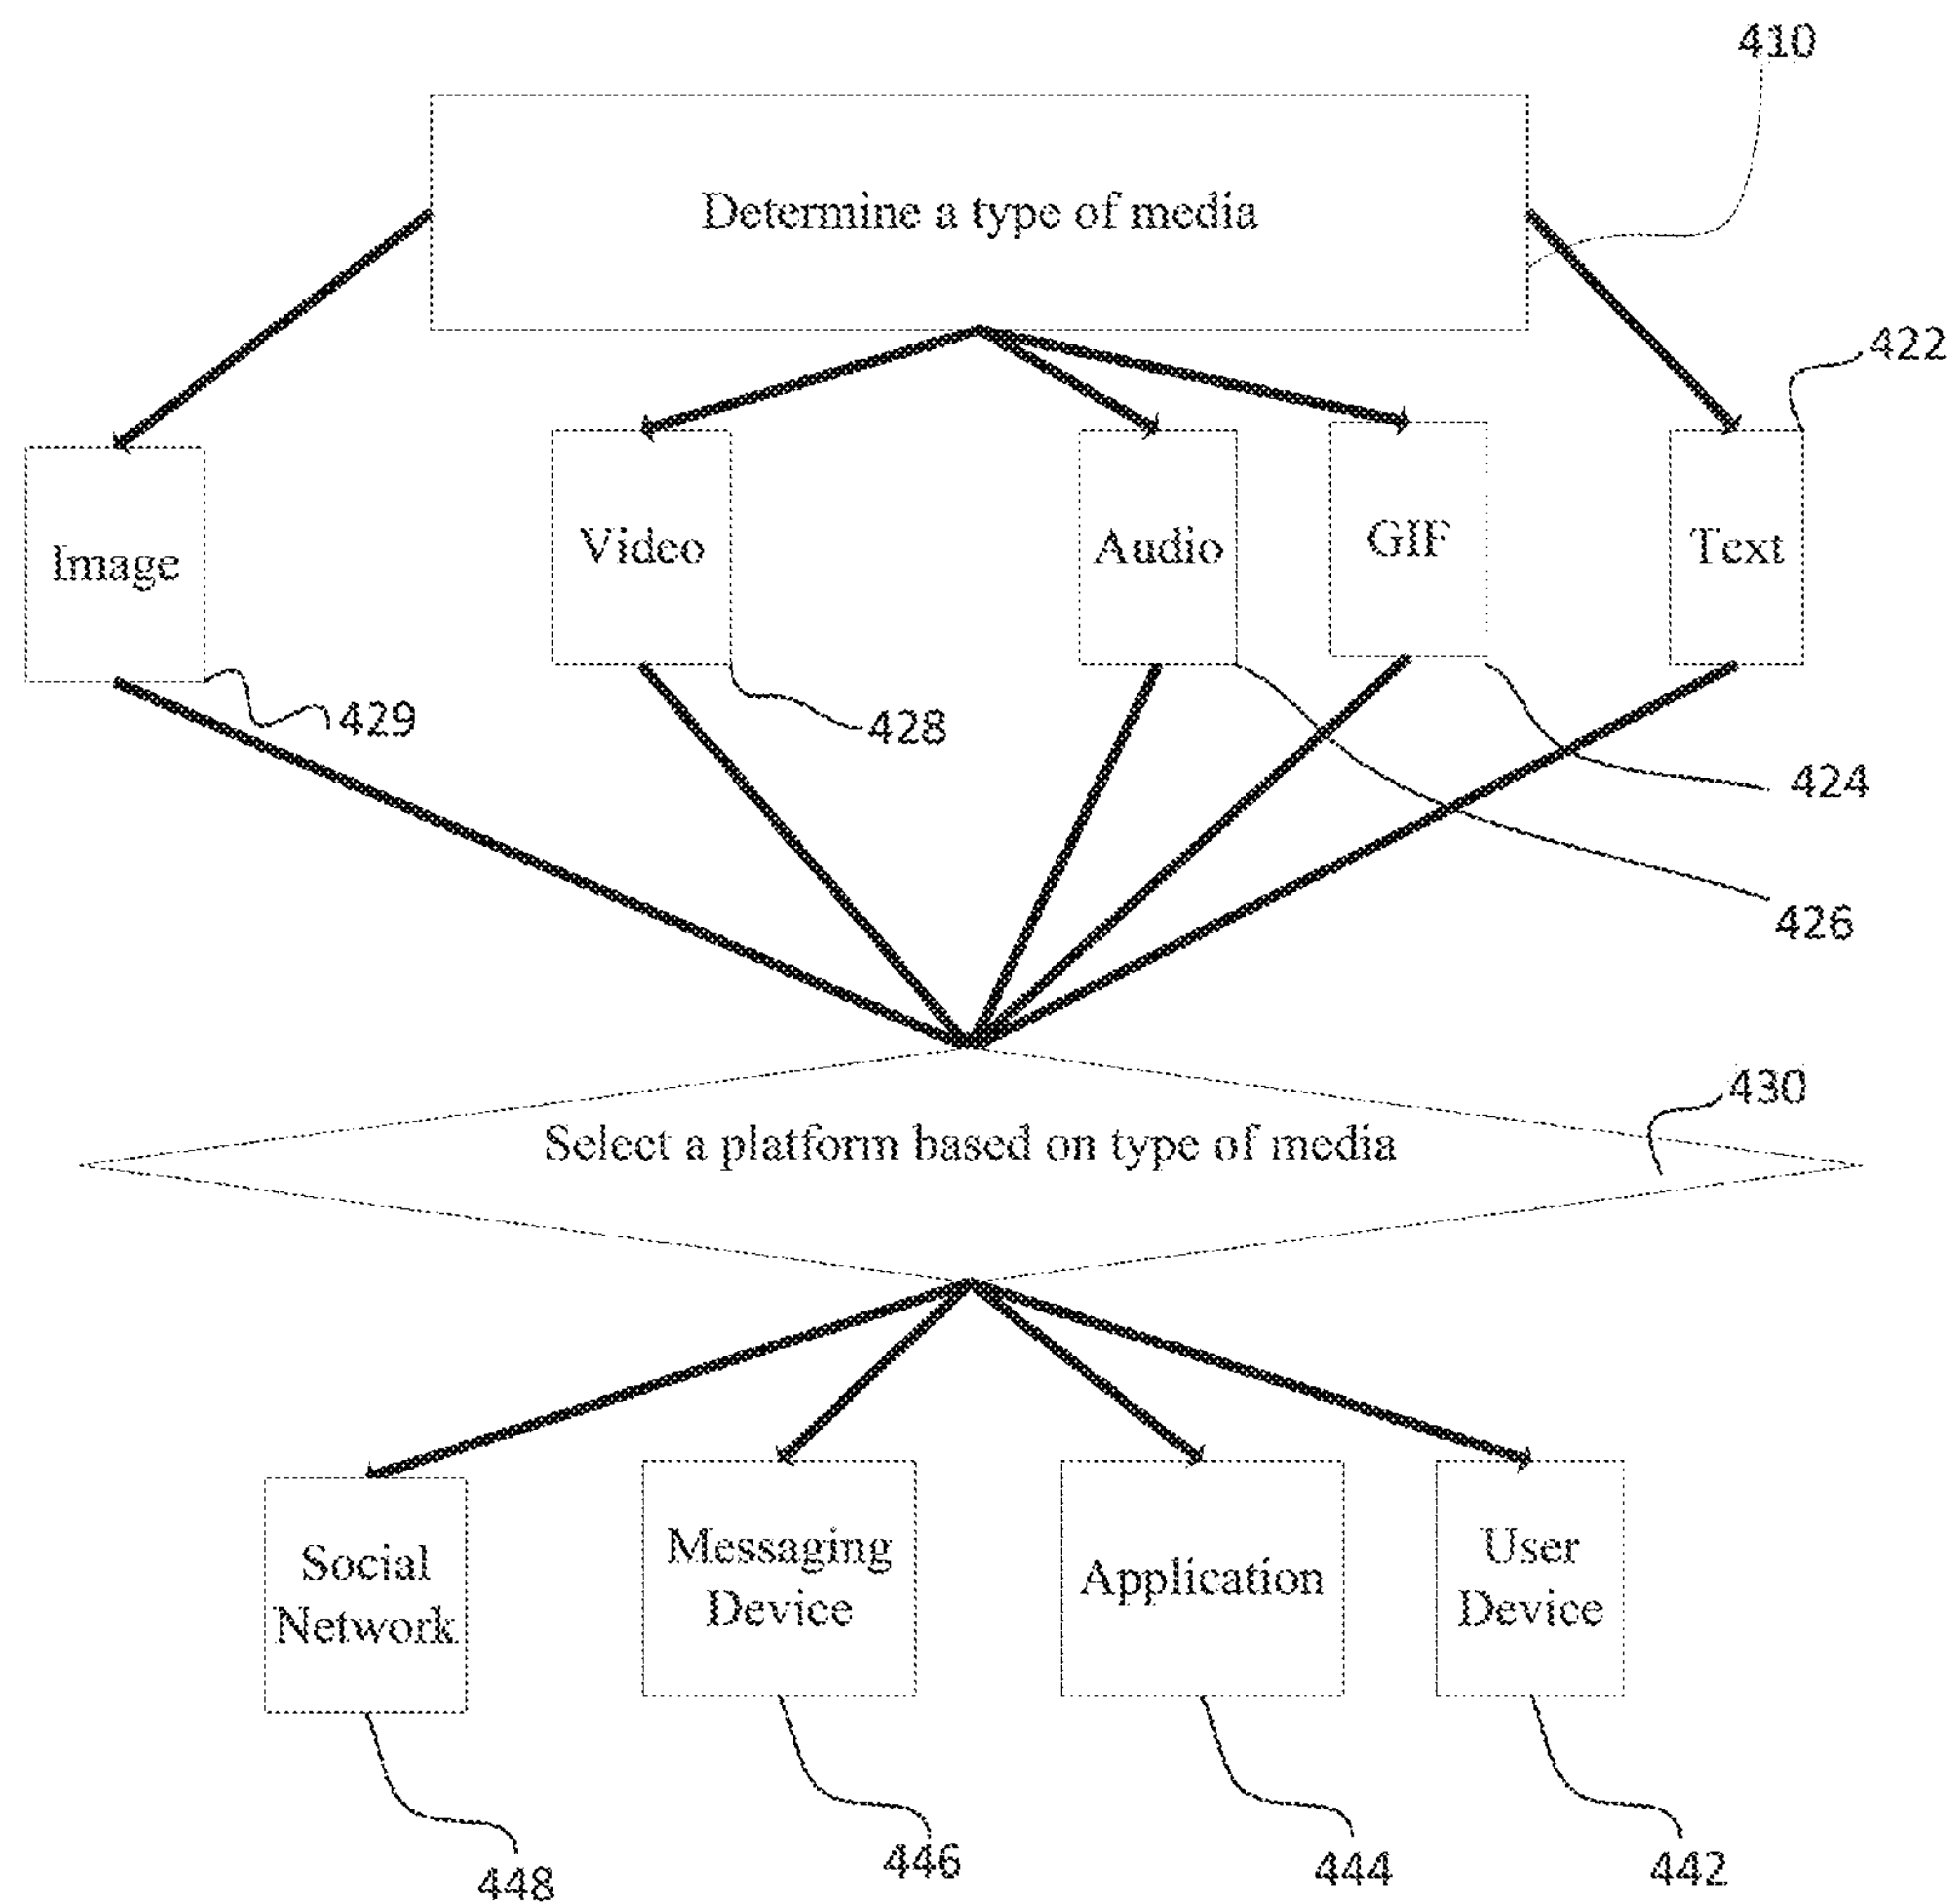 410
Determine a type of media
422
Image
Video
Audio
GIF
Text
429
428
424
426
430
Select a platform based on type of media
Social
Network
Messaging
Device
Application
User
Device
448
446
444
442